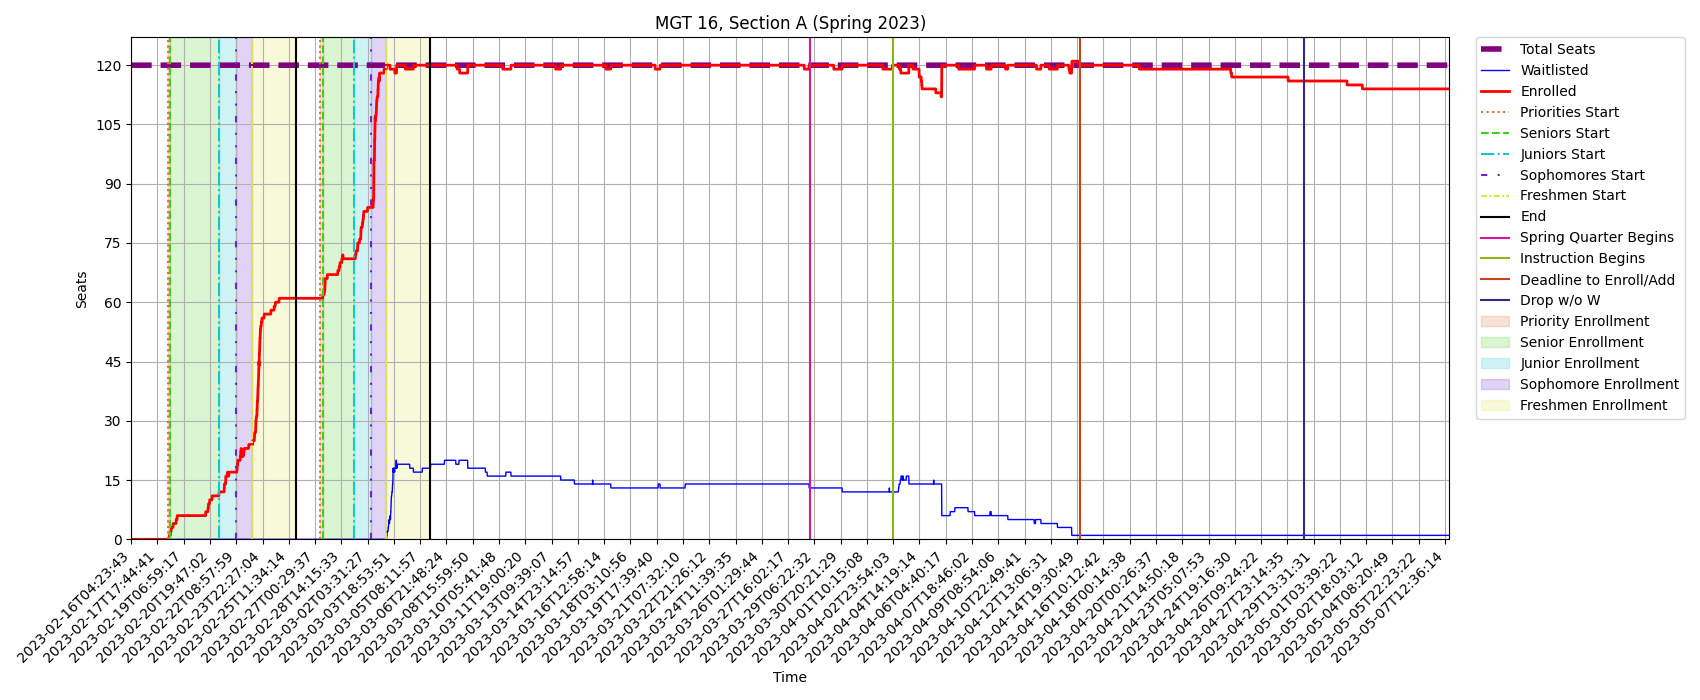 MGT 16, Section A (Spring 2023)
Seats
120
105
90
75
60
45
30
15
0
2023-02-16T04:23:43
2023-02-17T17:44:41
2023-02-19T06:59:17
2023-02-20T19:47:02
2023-02-22T08:57:59
2023-02-23T22:27:04
2023-02-25T11:34:14
2023-02-27T00:29:37
2023-02-28T14:15:33
2023-03-02T03:31:27
2023-03-03T18:53:51
2023-03-05T08:11:57
2023-03-06T21:48:24
2023-03-08T15:59:50
2023-03-10T05:41:48
2023-03-11T19:00:20
2023-03-13T09:39:07
2023-03-14T23:14:57
2023-03-16T12:58:14
2023-03-18T03:10:56
2023-03-19T17:39:40
2023-03-21T07:32:10
2023-03-22T21:26:12
2023-03-24T11:39:35
2023-03-26T01:29:44
2023-03-27T16:02:17
2023-03-29T06:22:32
2023-03-30T20:21:29
2023-04-01T10:15:08
2023-04-02T23:54:03
2023-04-04T14:19:14
2023-04-06T04:40:17
2023-04-07T18:46:02
2023-04-09T08:54:06
2023-04-10T22:49:41
2023-04-12T13:06:31
2023-04-14T19:30:49
2023-04-16T10:12:42
2023-04-18T00:14:38
2023-04-20T00:26:37
2023-04-21T14:50:18
2023-04-23T05:07:53
2023-04-24T19:16:30
2023-04-26T09:24:22
2023-04-27T23:14:35
2023-04-29T13:31:31
2023-05-01T03:39:22
2023-05-02T18:03:12
2023-05-04T08:20:49
2023-05-05T22:23:22
2023-05-07T12:36:14
Time
Total Seats
Waitlisted
Enrolled
Priorities Start
Seniors Start
Juniors Start
Sophomores Start
Freshmen Start
End
Spring Quarter Begins
Instruction Begins
Deadline to Enroll/Add
Drop w/o W
Priority Enrollment
Senior Enrollment
Junior Enrollment
Sophomore Enrollment
Freshmen Enrollment